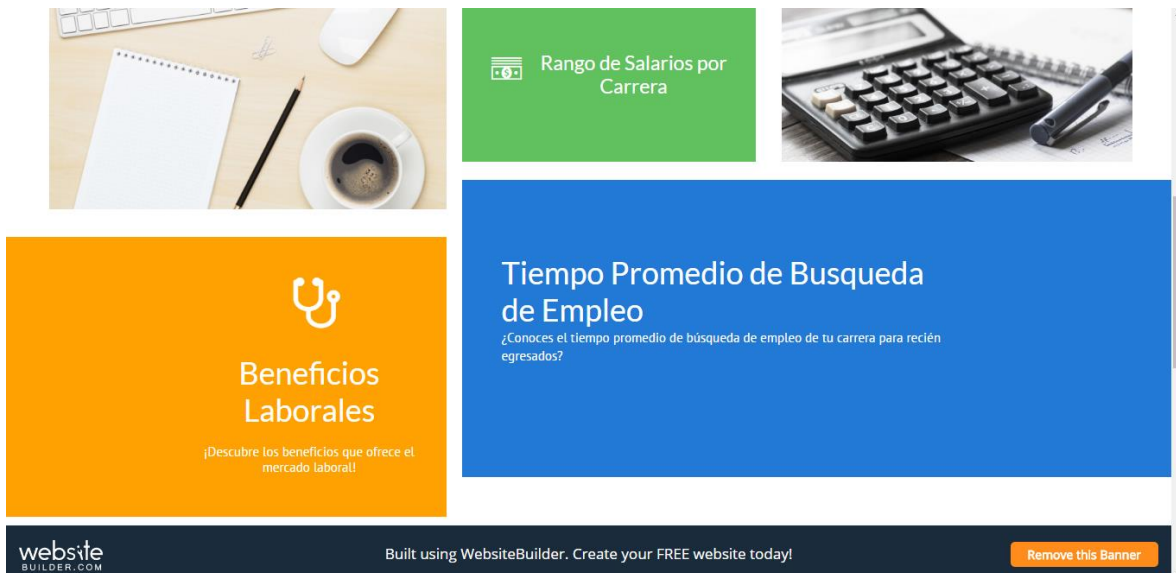 Rango de Salarios por
Carrera
Tiempo Promedio de Busqueda
de Empleo
¿Conoces el tiempo promedio de búsqueda de empleo de tu carrera para recién
egresados?
Beneficios
Laborales
¡Descubre los beneficios que ofrece el
mercado laboral!
website
BUILDER.COM
Built using WebsiteBuilder. Create your FREE website today!
Remove this Banner